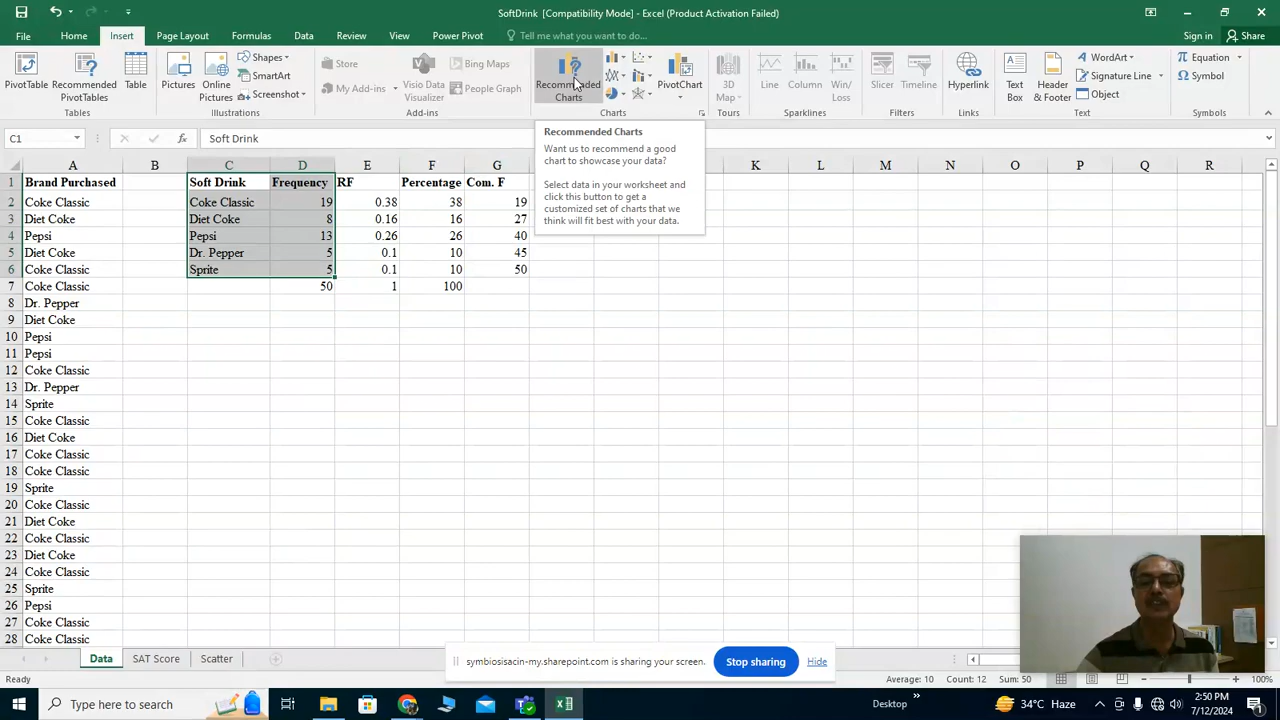 SoftDrink [Compatibility Mode] - Excel (Product Activation Failed)
File Home Insert Page Layout Formulas Data Review View Power Pivot Tell me what you want to do... Sign in Share
PivotTable Recommended PivotTables Table Pictures Online Pictures Shapes SmartArt Screenshot Store My Add-ins Visio Data Visualizer Bing Maps People Graph Recommended Charts PivotChart 3D Map Line Column Win/Loss Slicer Timeline Hyperlink Text Box Header & Footer WordArt Signature Line Object Equation Symbol
Tables Illustrations Add-ins Charts Tours Sparklines Filters Links Text Symbols
C1 fx Soft Drink
Recommended Charts
Want us to recommend a good
chart to showcase your data?
Select data in your worksheet and
click this button to get a
customized set of charts that we
think will fit best with your data.
A B C D E F G K L M N O P Q R
1 Brand Purchased Soft Drink Frequency RF Percentage Com. F
2 Coke Classic Coke Classic 19 0.38 38 19
3 Diet Coke Diet Coke 8 0.16 16 27
4 Pepsi Pepsi 13 0.26 26 40
5 Diet Coke Dr. Pepper 5 0.1 10 45
6 Coke Classic Sprite 5 0.1 10 50
7 Coke Classic 50 1 100
8 Dr. Pepper
9 Diet Coke
10 Pepsi
11 Pepsi
12 Coke Classic
13 Dr. Pepper
14 Sprite
15 Coke Classic
16 Diet Coke
17 Coke Classic
18 Coke Classic
19 Sprite
20 Coke Classic
21 Diet Coke
22 Coke Classic
23 Diet Coke
24 Coke Classic
25 Sprite
26 Pepsi
27 Coke Classic
28 Coke Classic
symbiosisacin-my.sharepoint.com is sharing your screen. Stop sharing Hide
Data SAT Score Scatter
Ready Average: 10 Count: 12 Sum: 50 100%
Type here to search Desktop 34°C Haze 2:50 PM
7/12/2024